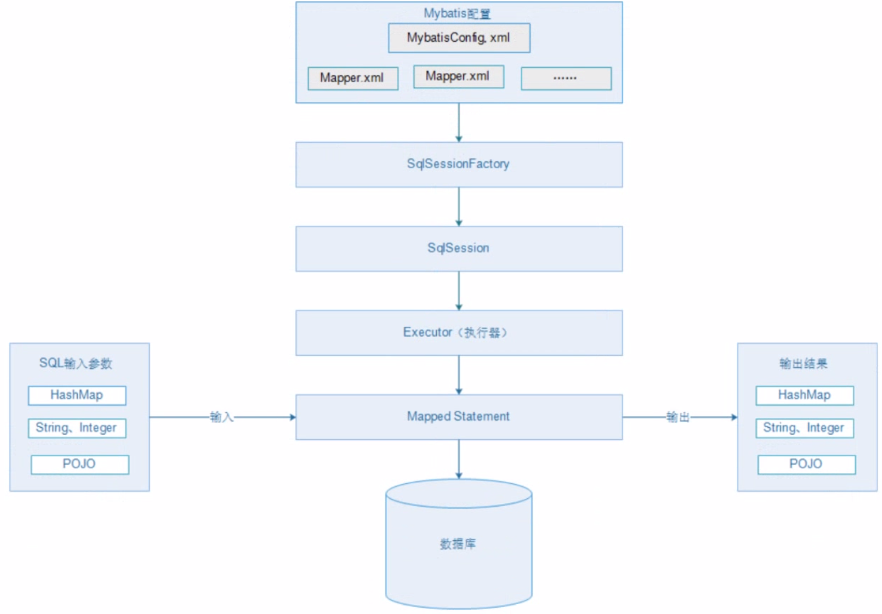 Mybatis配置
MybatisConfig. xml
Mapper.xml
Mapper.xml
······
SqlSessionFactory
SqlSession
Executor（执行器）
SQL输入参数
HashMap
String、Integer
POJO
输入
Mapped Statement
输出
输出结果
HashMap
String、Integer
POJO
数据库